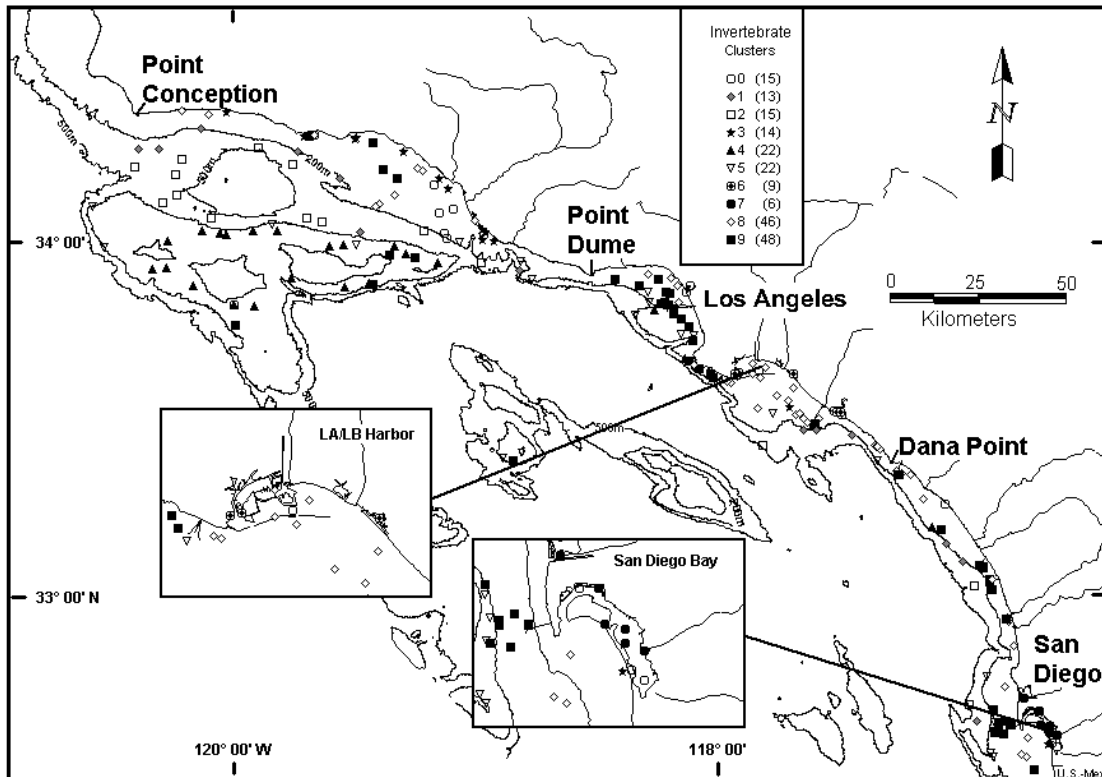 Point
Conception
500m
200m
500m
Invertebrate
Clusters
0 (15)
1 (13)
2 (15)
3 (14)
4 (22)
5 (22)
6 (9)
7 (6)
8 (46)
9 (48)
N
34° 00'
Point
Dume
Los Angeles
0 25 50
Kilometers
LA/LB Harbor
500m
Dana Point
San Diego Bay
33° 00' N
San
Diego
120° 00' W
118° 00'
U.S.-Mex